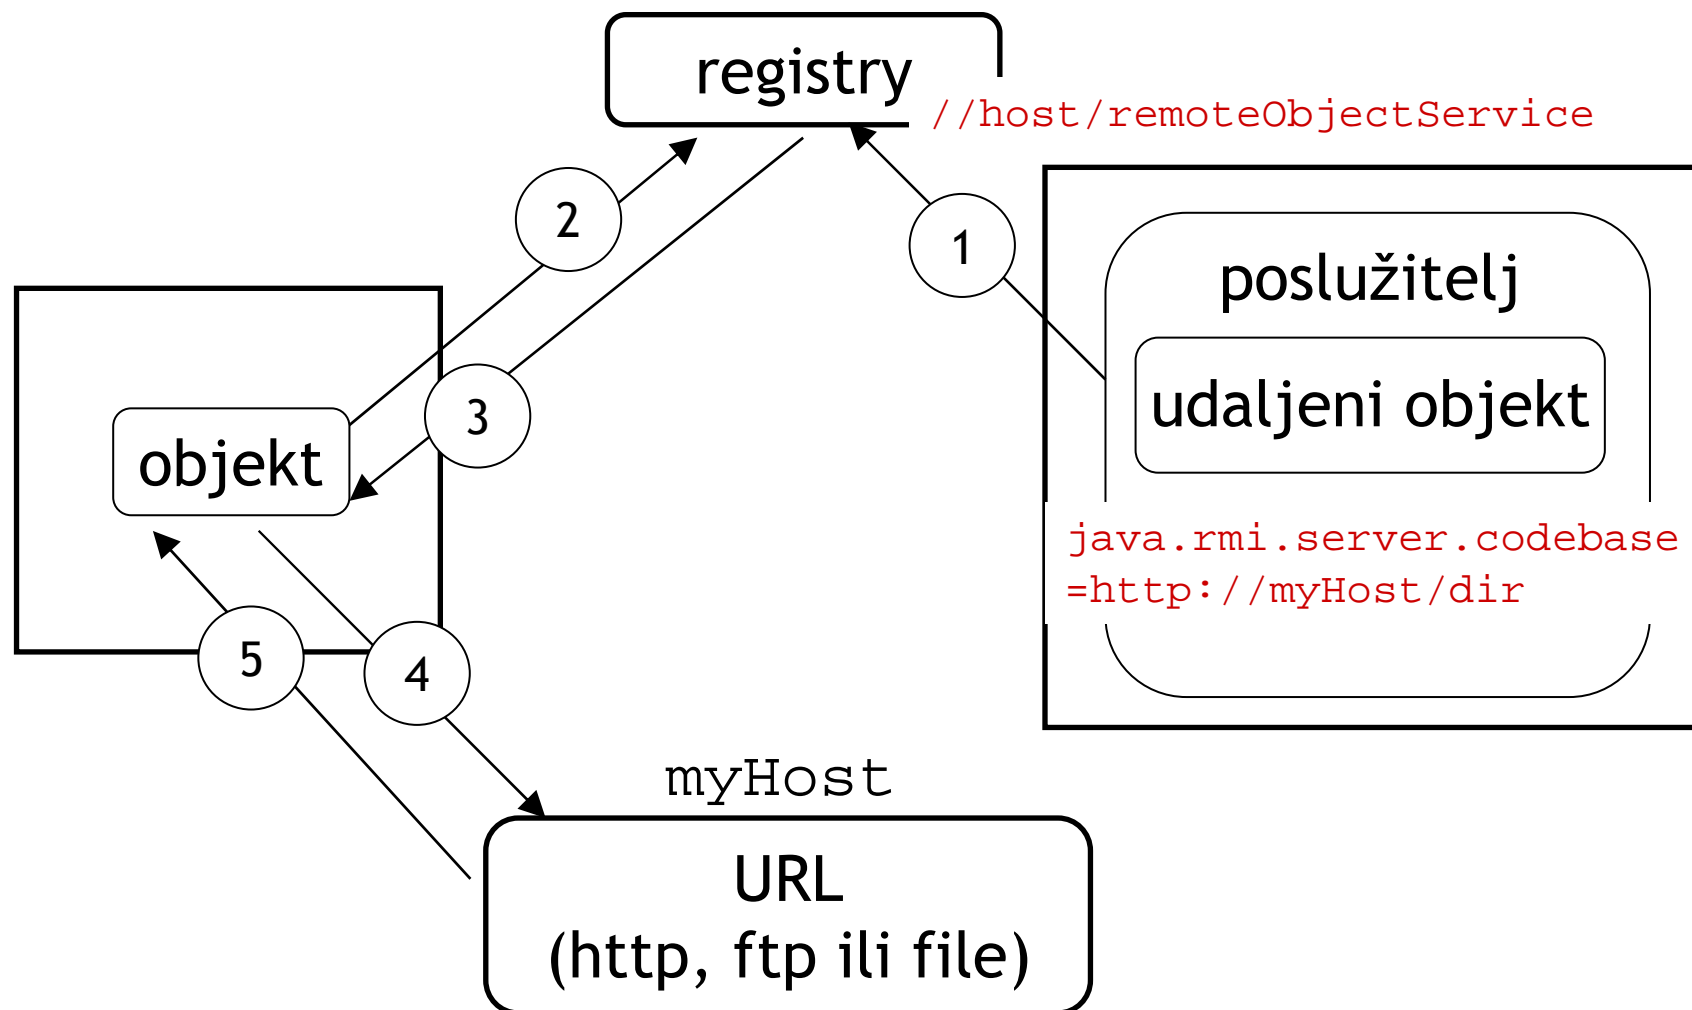 registry
//host/remoteObjectService
2
1
poslužitelj
3
udaljeni objekt
objekt
java.rmi.server.codebase
=http://myHost/dir
5
4
myHost
URL
(http, ftp ili file)